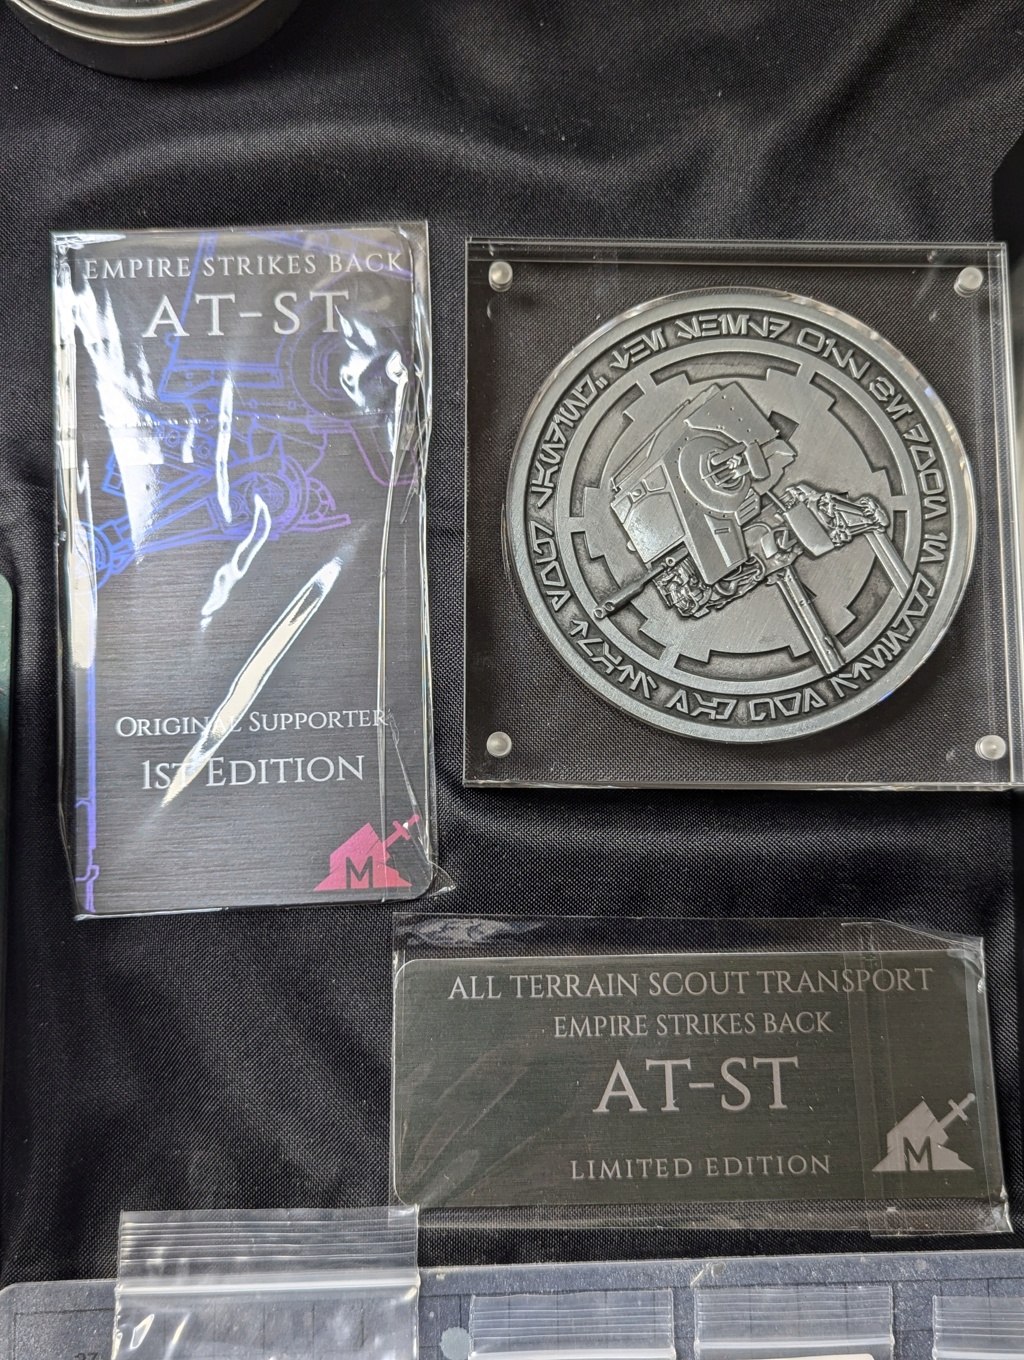 EMPIRE STRIKES BACK
AT-ST
ORIGINAL SUPPORTER
1ST EDITION
M
ALL TERRAIN SCOUT TRANSPORT
EMPIRE STRIKES BACK
AT-ST
LIMITED EDITION
M